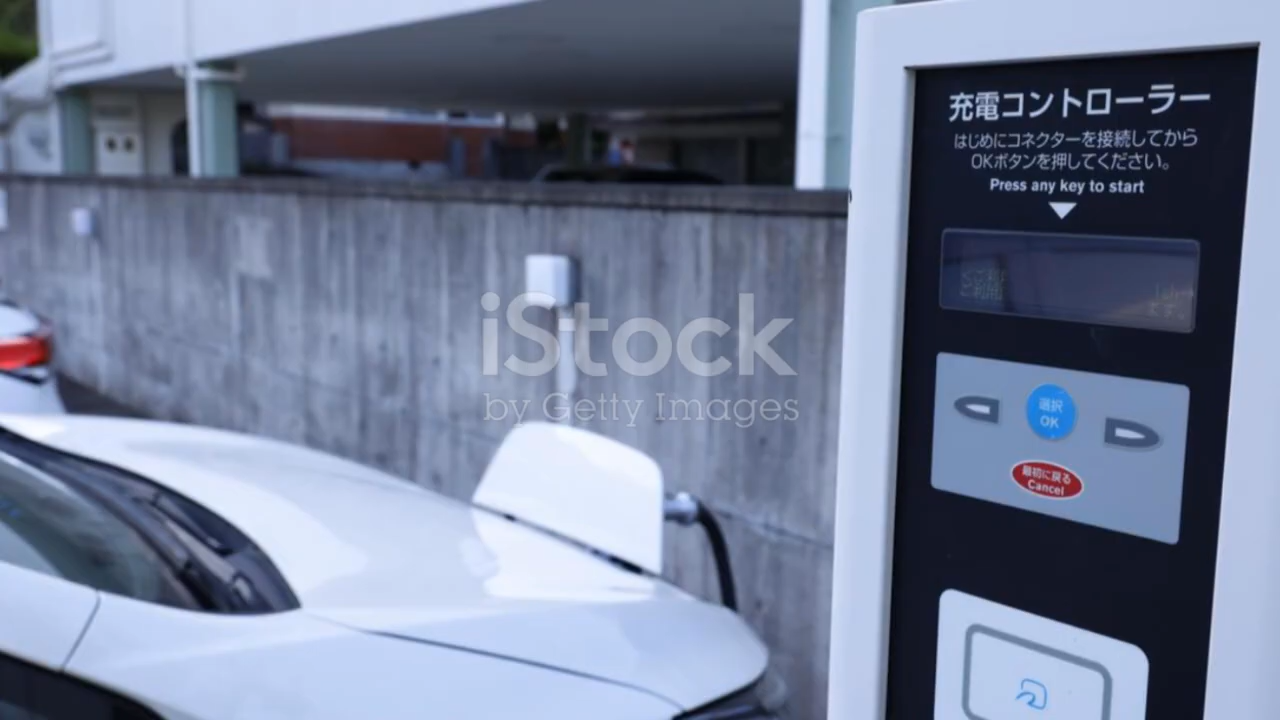 充電コントローラー
はじめにコネクターを接続してから
OKボタンを押してください。
Press any key to start
選択
OK
最初に戻る
Cancel
iStock
by Getty Images